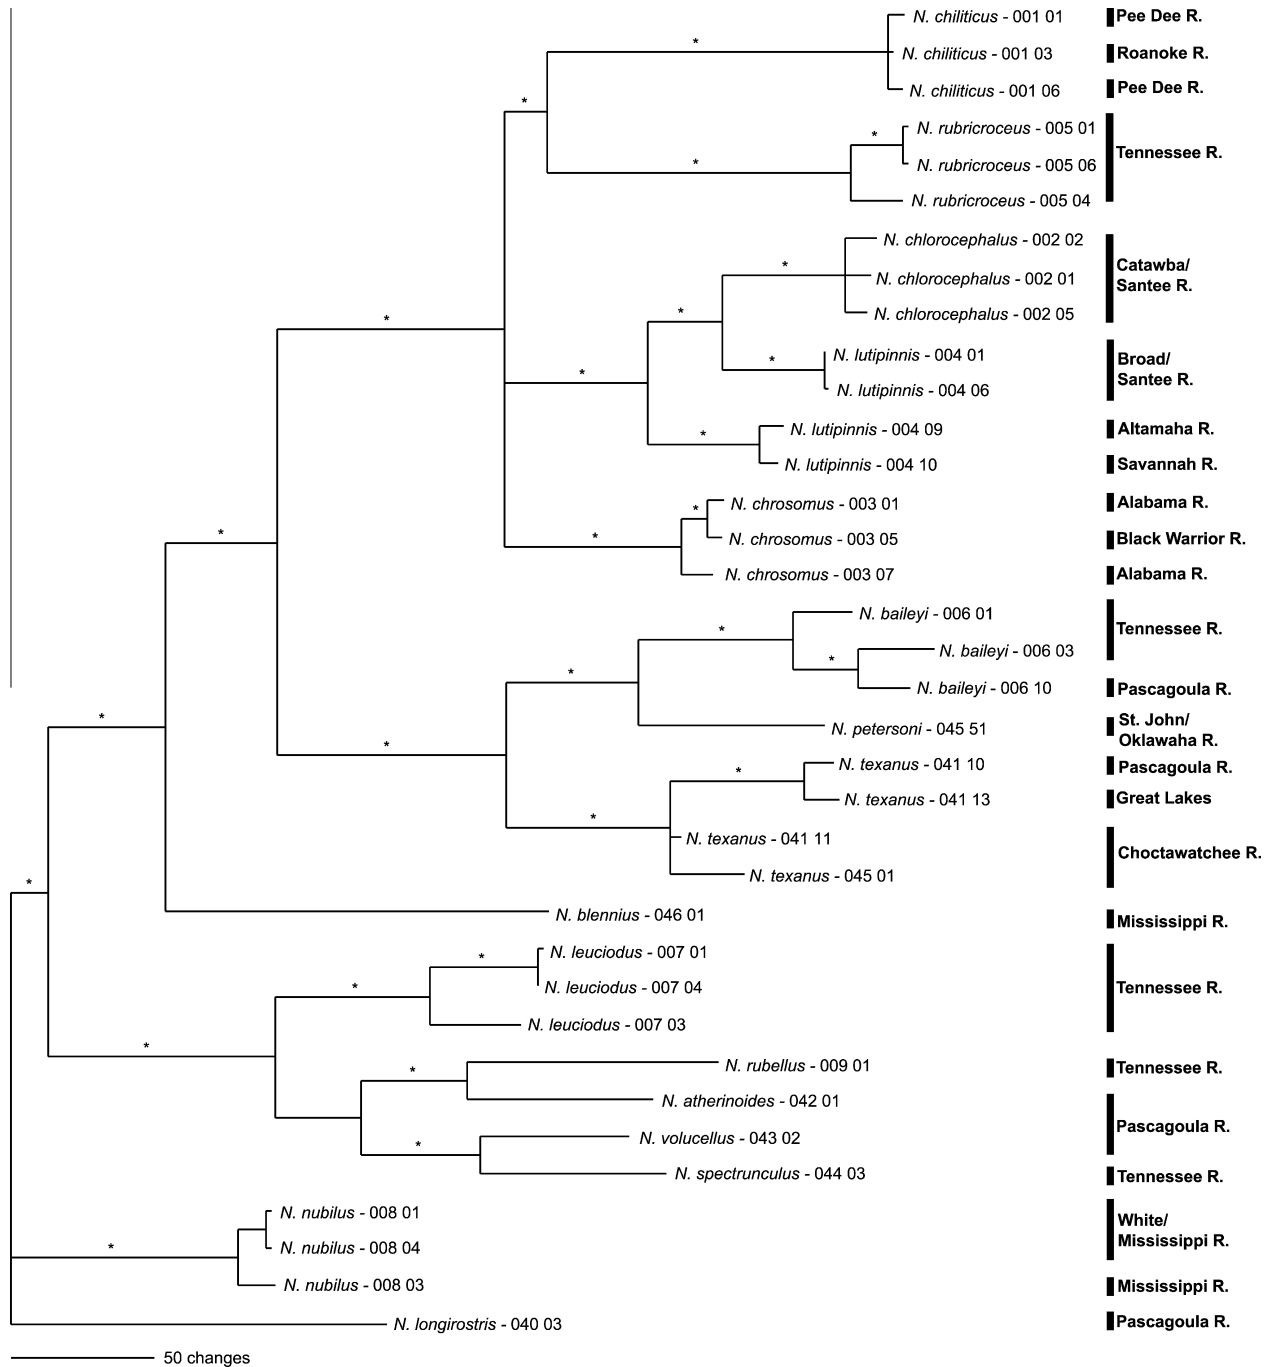 N. chiliticus - 001 01 Pee Dee R.
*
N. chiliticus - 001 03 Roanoke R.
N. chiliticus - 001 06 Pee Dee R.
*
N. rubricroceus - 005 01
*
Tennessee R.
*
N. rubricroceus - 005 06
N. rubricroceus - 005 04
N. chlorocephalus - 002 02
*
Catawba/
N. chlorocephalus - 002 01
Santee R.
N. chlorocephalus - 002 05
*
*
N. lutipinnis - 004 01
Broad/
*
Santee R.
*
N. lutipinnis - 004 06
N. lutipinnis - 004 09 Altamaha R.
*
N. lutipinnis - 004 10 Savannah R.
N. chrosomus - 003 01 Alabama R.
*
*
*
N. chrosomus - 003 05 Black Warrior R.
N. chrosomus - 003 07 Alabama R.
N. baileyi - 006 01
*
Tennessee R.
N. baileyi - 006 03
*
*
N. baileyi - 006 10 Pascagoula R.
*
St. John/
N. petersoni - 045 51
Oklawaha R.
*
N. texanus - 041 10 Pascagoula R.
*
N. texanus - 041 13 Great Lakes
*
N. texanus - 041 11
Choctawatchee R.
N. texanus - 045 01
*
N. blennius - 046 01 Mississippi R.
N. leuciodus - 007 01
*
*
N. leuciodus - 007 04 Tennessee R.
N. leuciodus - 007 03
*
N. rubellus - 009 01 Tennessee R.
*
N. atherinoides - 042 01
Pascagoula R.
N. volucellus - 043 02
*
N. spectrunculus - 044 03 Tennessee R.
N. nubilus - 008 01
White/
*
N. nubilus - 008 04
Mississippi R.
N. nubilus - 008 03 Mississippi R.
N. longirostris - 040 03 Pascagoula R.
50 changes